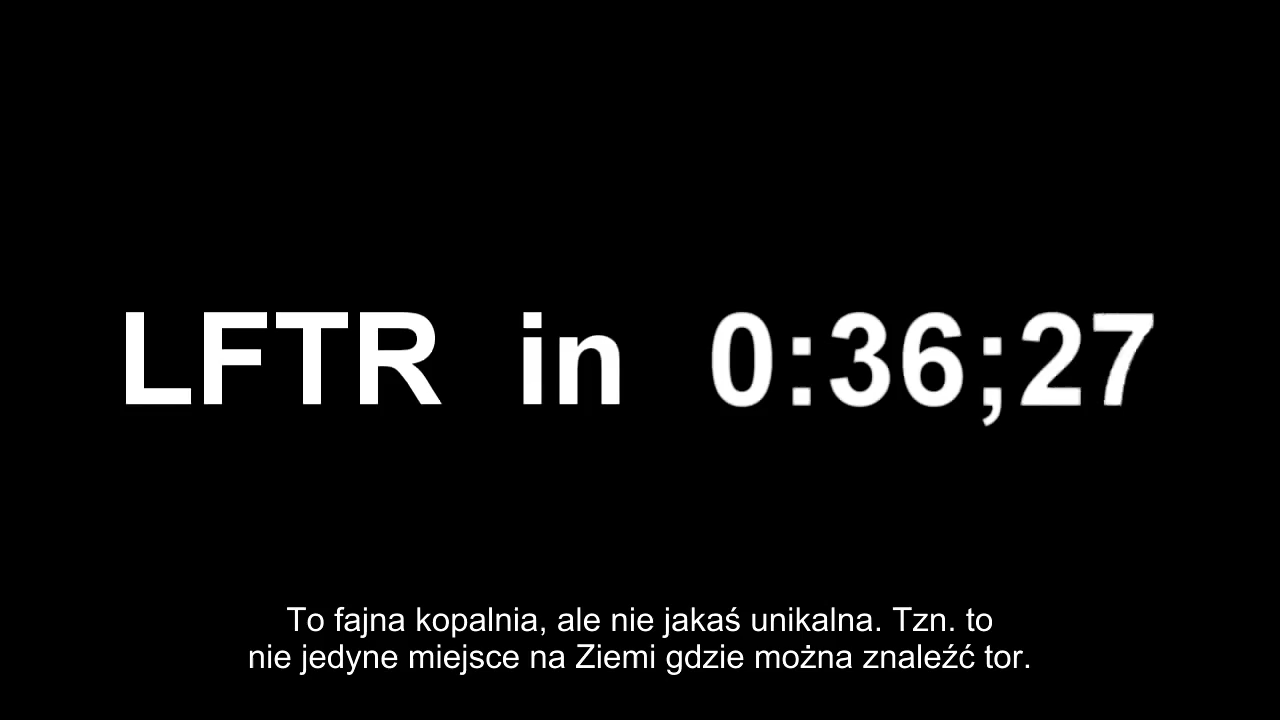 LFTR in 0:36;27
To fajna kopalnia, ale nie jakaś unikalna. Tzn. to
nie jedyne miejsce na Ziemi gdzie można znaleźć tor.